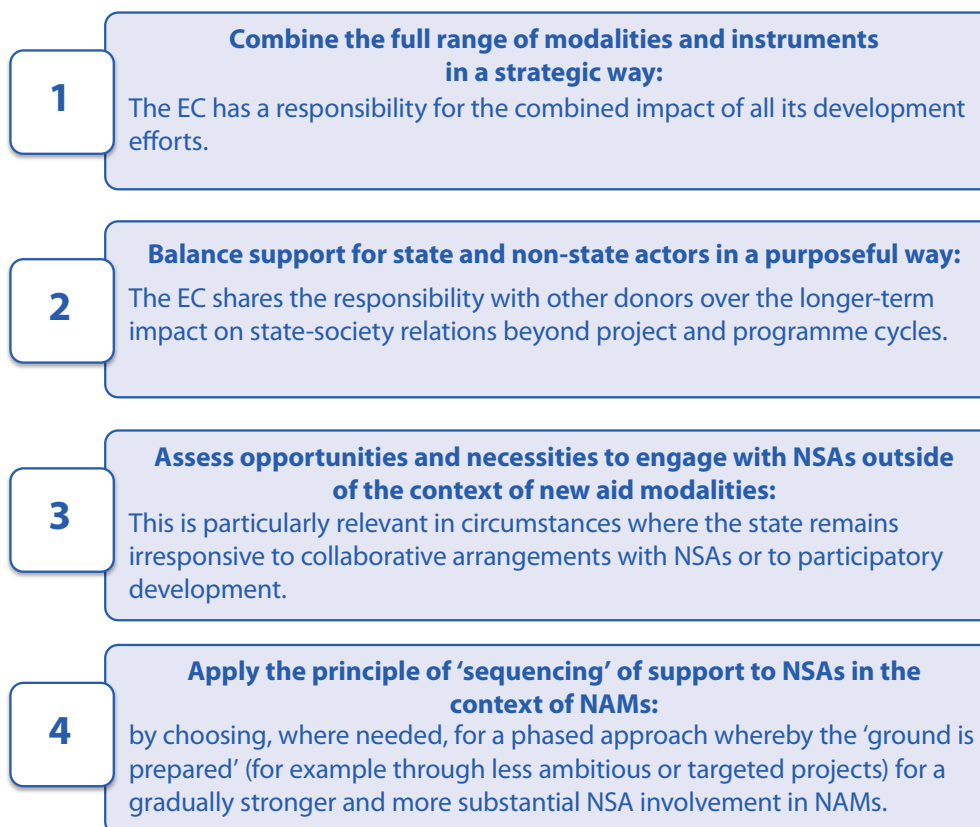 1
Combine the full range of modalities and instruments
in a strategic way:
The EC has a responsibility for the combined impact of all its development
efforts.
2
Balance support for state and non-state actors in a purposeful way:
The EC shares the responsibility with other donors over the longer-term
impact on state-society relations beyond project and programme cycles.
3
Assess opportunities and necessities to engage with NSAs outside
of the context of new aid modalities:
This is particularly relevant in circumstances where the state remains
irresponsive to collaborative arrangements with NSAs or to participatory
development.
4
Apply the principle of ‘sequencing’ of support to NSAs in the
context of NAMs:
by choosing, where needed, for a phased approach whereby the ‘ground is
prepared’ (for example through less ambitious or targeted projects) for a
gradually stronger and more substantial NSA involvement in NAMs.